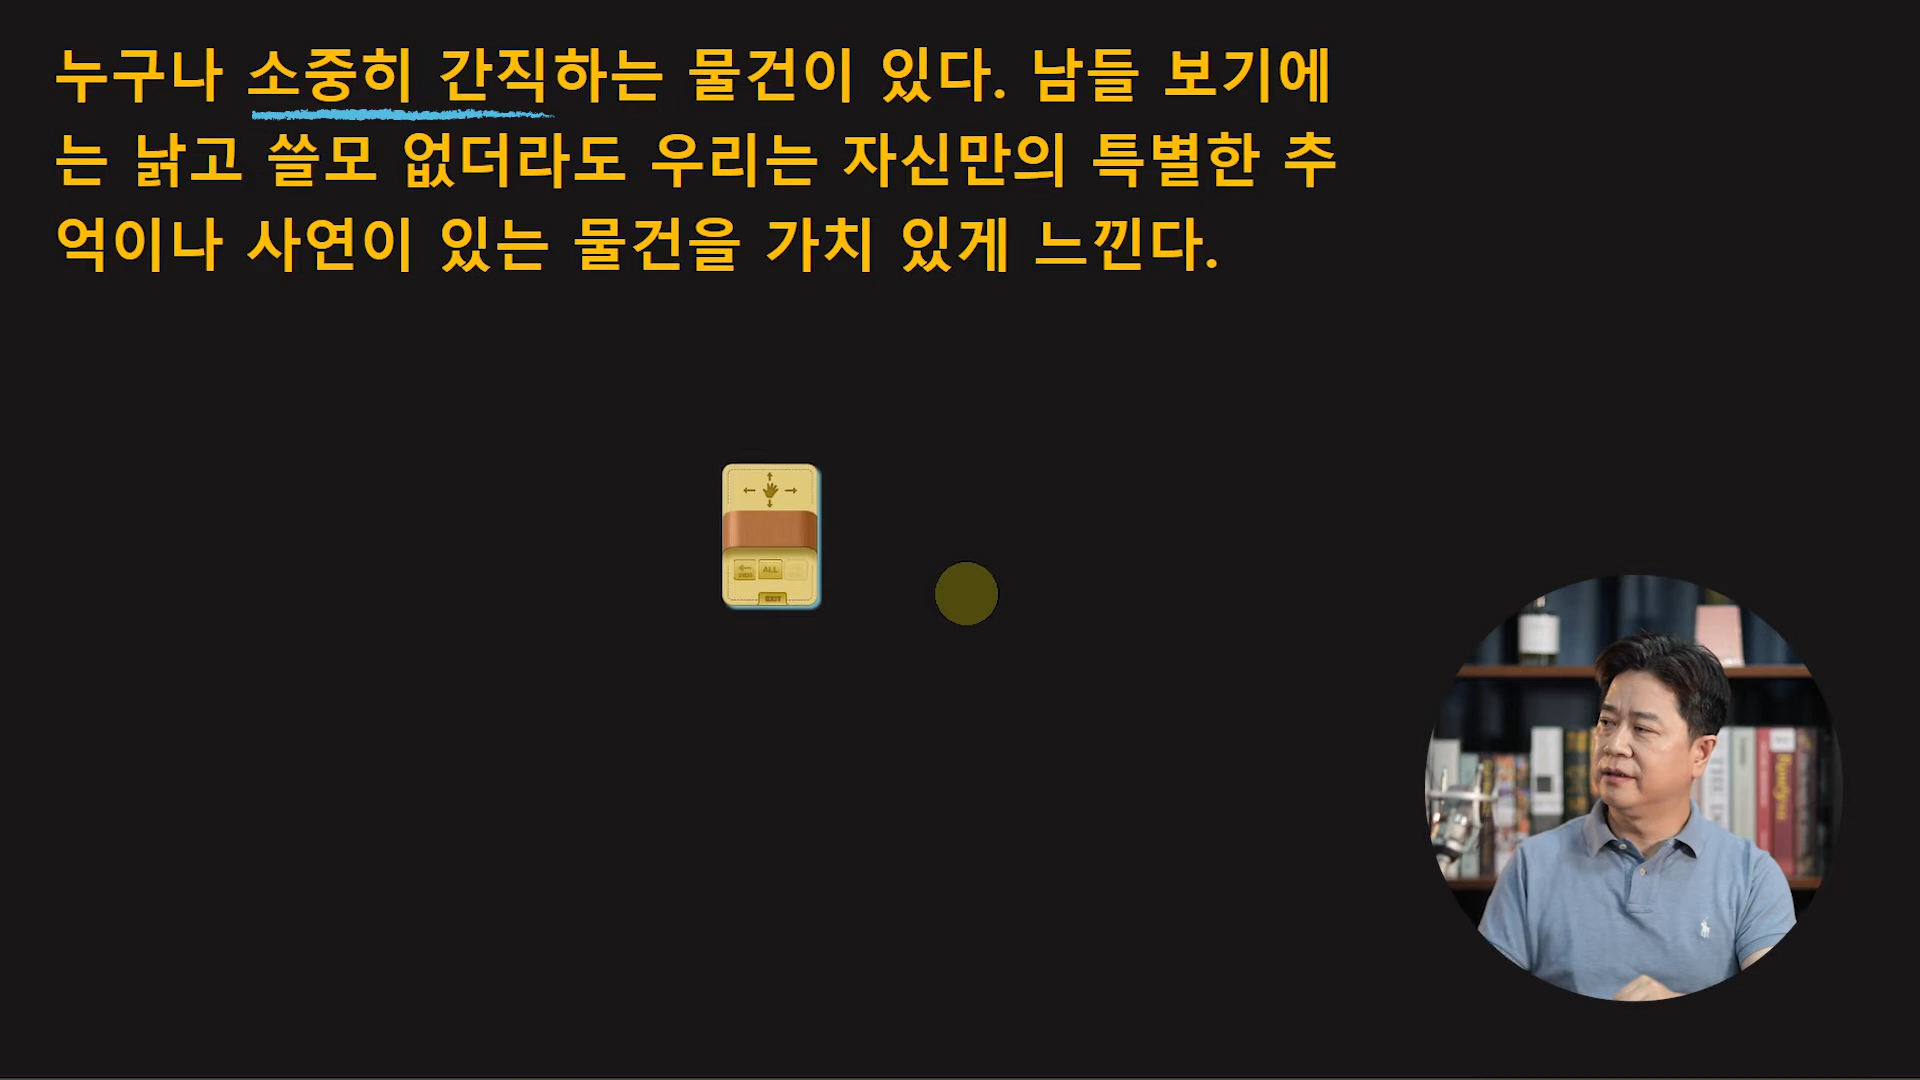 누구나 소중히 간직하는 물건이 있다. 남들 보기에
는 낡고 쓸모 없더라도 우리는 자신만의 특별한 추
억이나 사연이 있는 물건을 가치 있게 느낀다.
ALL
EXIT